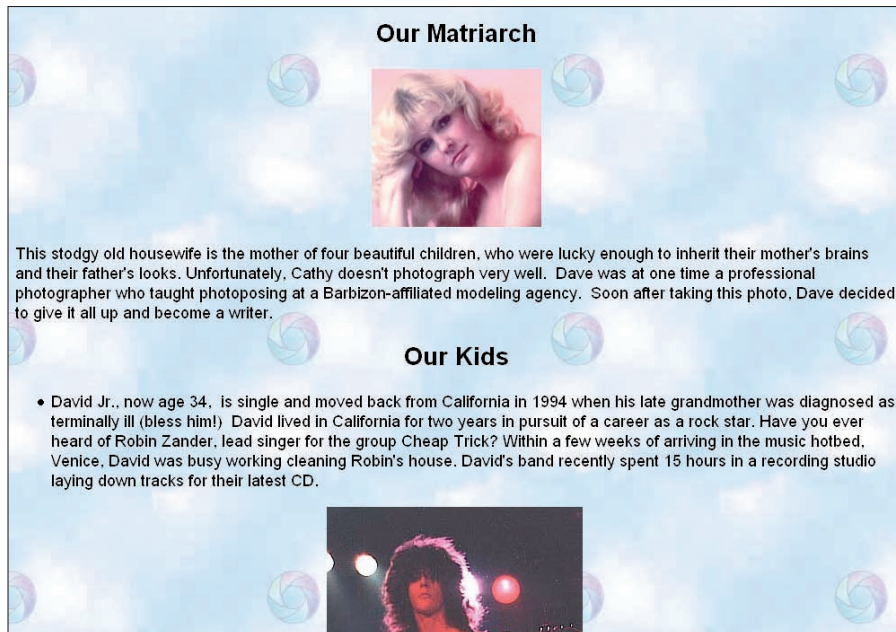 Our Matriarch
This stodgy old housewife is the mother of four beautiful children, who were lucky enough to inherit their mother's brains
and their father's looks. Unfortunately, Cathy doesn't photograph very well.  Dave was at one time a professional
photographer who taught photoposing at a Barbizon-affiliated modeling agency.  Soon after taking this photo, Dave decided
to give it all up and become a writer.
Our Kids
• David Jr., now age 34,  is single and moved back from California in 1994 when his late grandmother was diagnosed as
terminally ill (bless him!)  David lived in California for two years in pursuit of a career as a rock star. Have you ever
heard of Robin Zander, lead singer for the group Cheap Trick? Within a few weeks of arriving in the music hotbed,
Venice, David was busy working cleaning Robin's house. David's band recently spent 15 hours in a recording studio
laying down tracks for their latest CD.